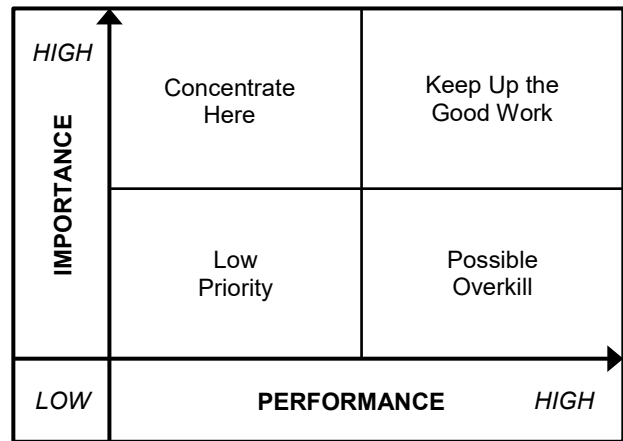 HIGH
Concentrate
Here
Keep Up the
Good Work
IMPORTANCE
Low
Priority
Possible
Overkill
LOW
PERFORMANCE
HIGH